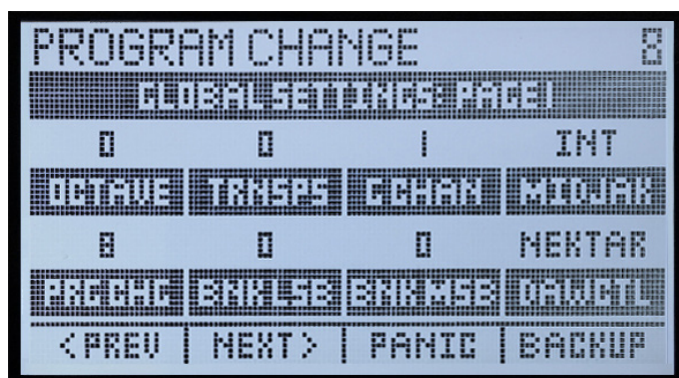 PROGRAM CHANGE 8
GLOBAL SETTINGS: PAGE1
0 0 1 INT
OCTAVE TRNSPS GCHAN MIDJAK
8 0 0 NEKTAR
PRGCHG BNKLSB BNKMSB DAWCTL
<PREV NEXT> PANIC BACKUP